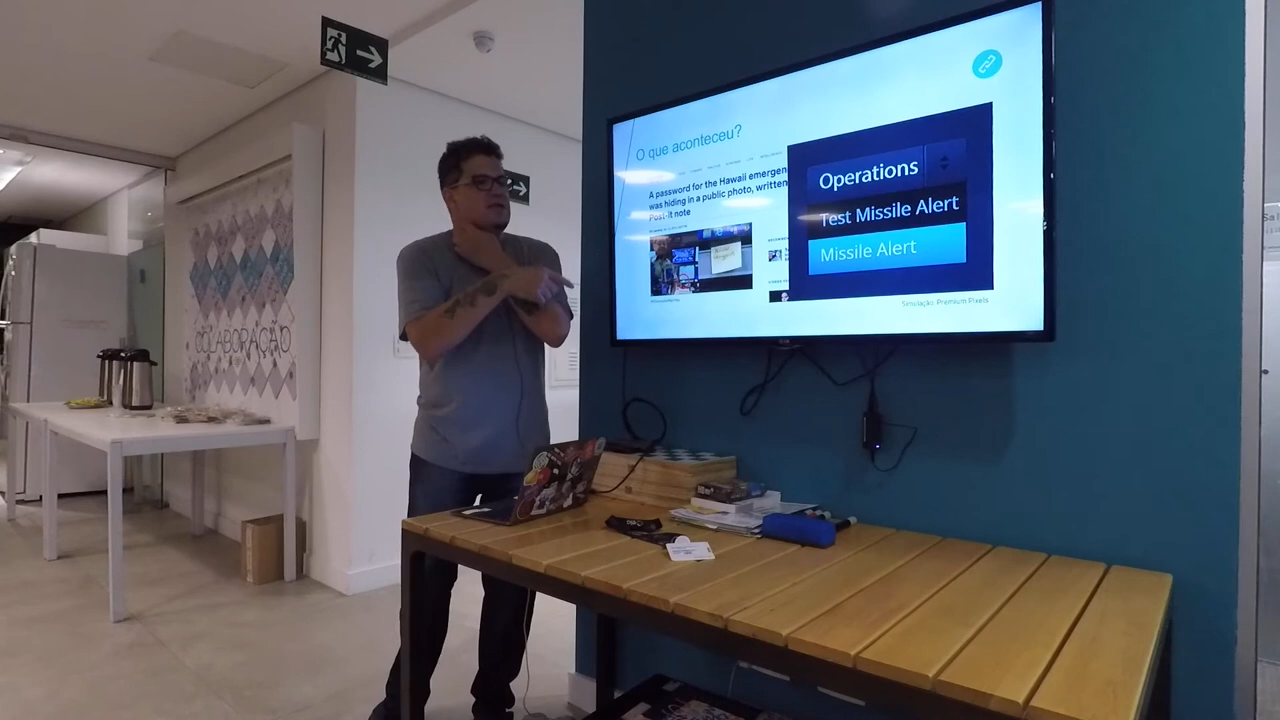 O que aconteceu?
A password for the Hawaii emergen
was hiding in a public photo, written
Post-it note
Operations
Test Missile Alert
Missile Alert
Simulação: Premium Pixels
COLABORAÇÃO